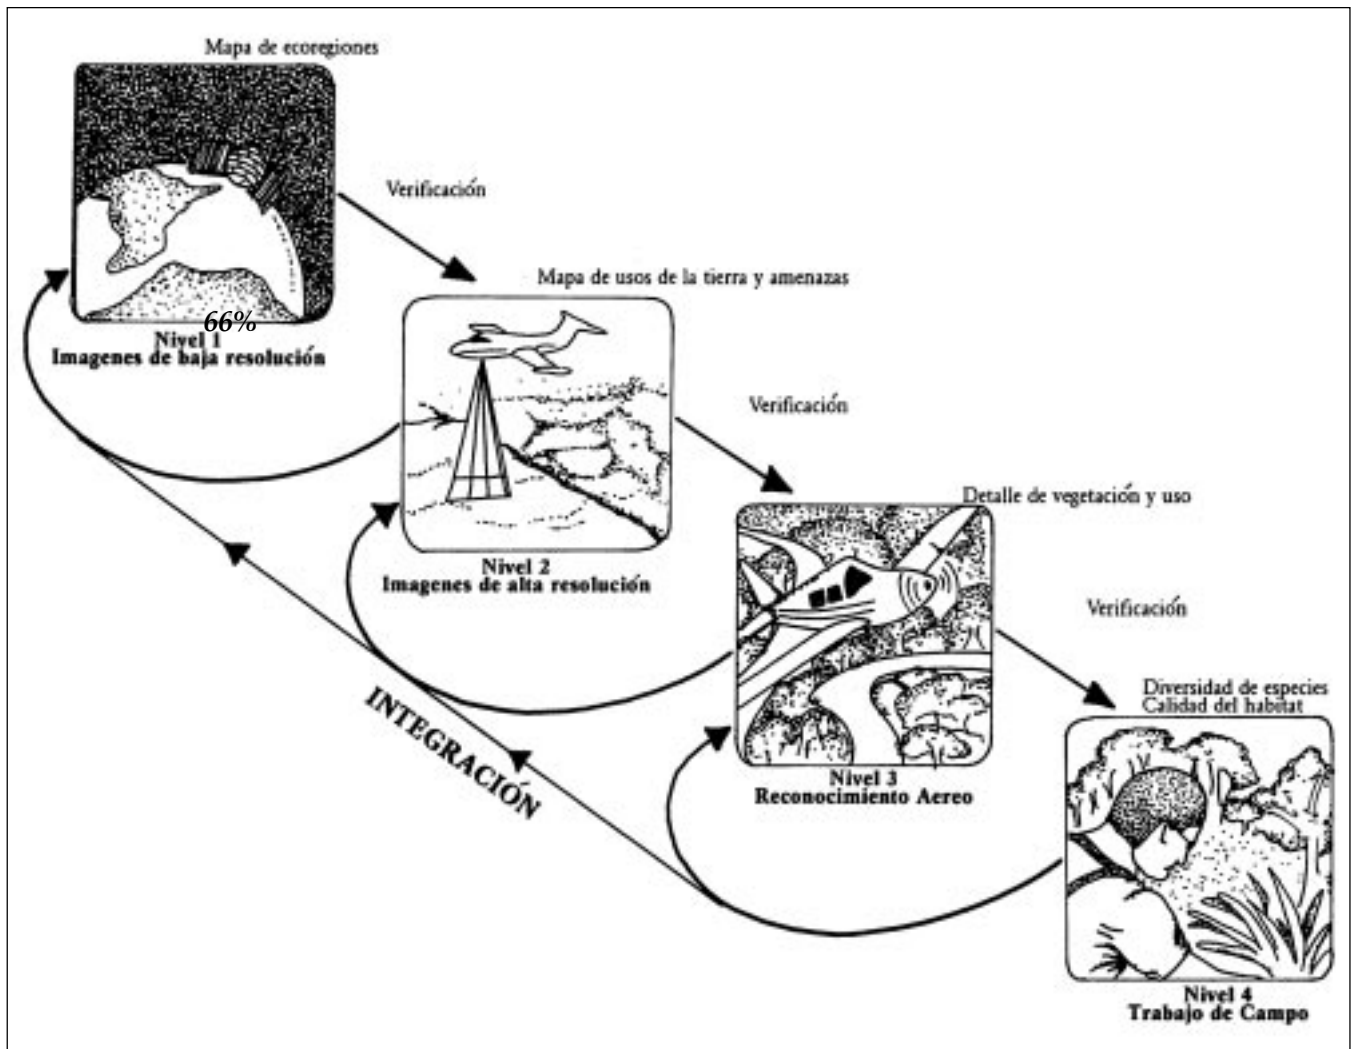 Mapa de ecoregiones
Verificación
66%
Nivel 1
Imagenes de baja resolución
Mapa de usos de la tierra y amenazas
Verificación
Nivel 2
Imagenes de alta resolución
Detalle de vegetación y uso
Verificación
INTEGRACIÓN
Nivel 3
Reconocimiento Aereo
Diversidad de especies
Calidad del habitat
Nivel 4
Trabajo de Campo